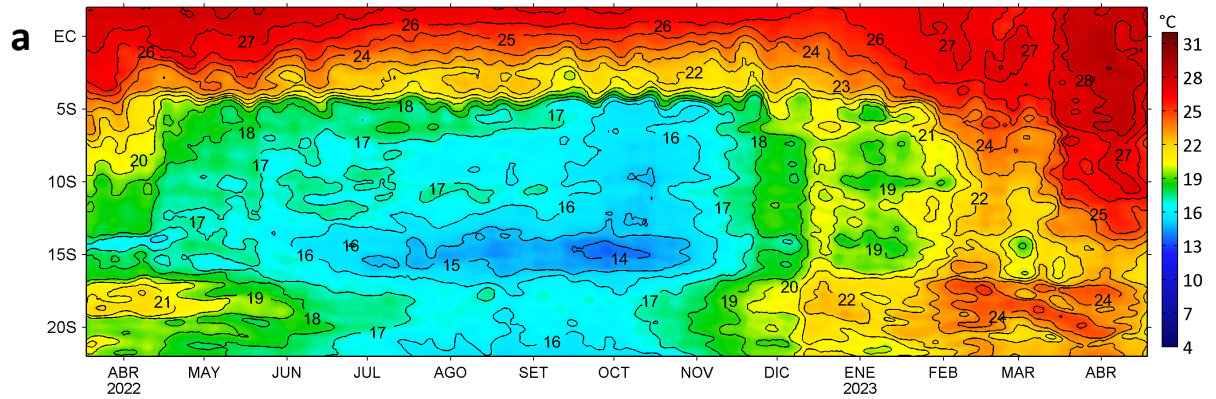 a
°C
EC
5S
10S
15S
20S
26 26 27 24 25 26 22 24 26 27 27 28
23
18 17 18
20 18 17 17 16 18 21 24 27
17 19
17 16 17 22 25
16 16 15 14 19
21 19 18 17 16 17 19 20 22 24 24
31
28
25
22
19
16
13
10
7
4
ABR MAY JUN JUL AGO SET OCT NOV DIC ENE FEB MAR ABR
2022 2023